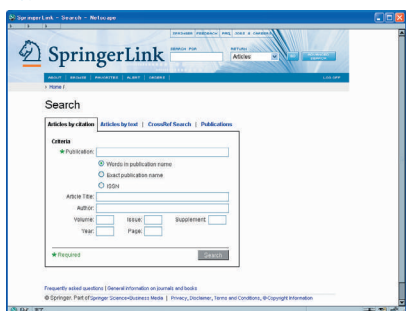 SpringerLink - Search - Netscape
SpringerLink
SEARCH FOR
RETURN
Articles
ABOUT | BROWSE | FAVORITES | ALERT | ORDERS
LOG OFF
Home /
Search
Articles by citation | Articles by text | CrossRef Search | Publications
Criteria
Publication:
Words in publication name
Exact publication name
ISSN
Article Title:
Author:
Volume: Issue: Supplement:
Year: Page:
Required
Search
Frequently asked questions | General information on journals and books
© Springer. Part of Springer Science+Business Media | Privacy, Disclaimer, Terms and Conditions, © Copyright Information